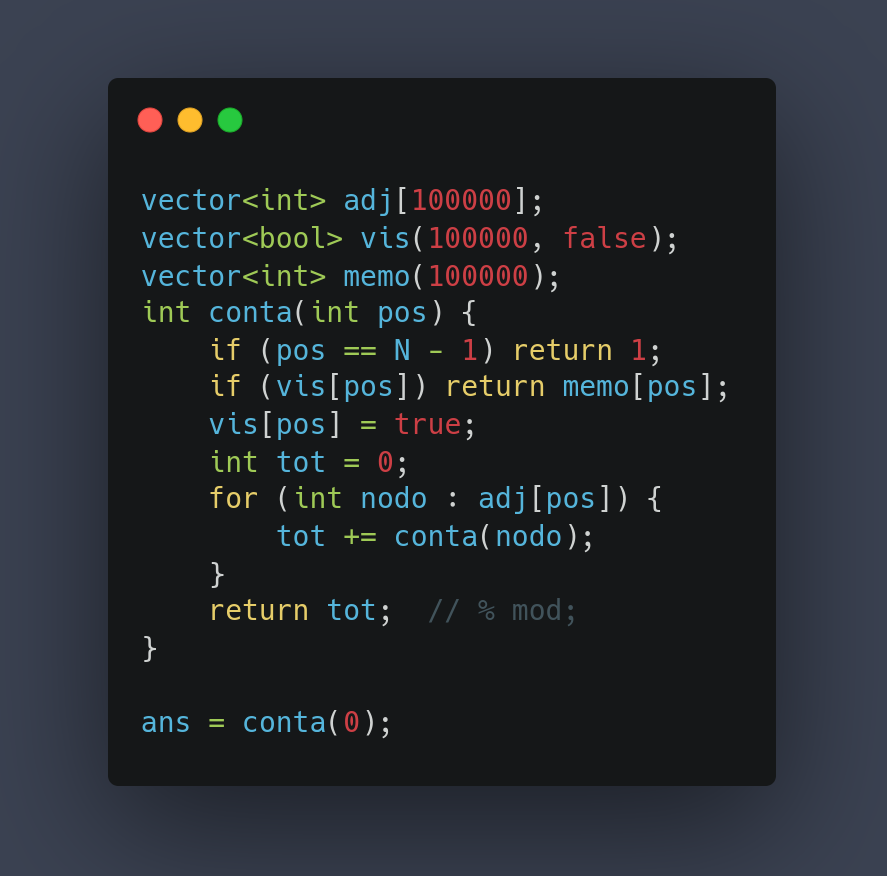 vector<int> adj[100000];
vector<bool> vis(100000, false);
vector<int> memo(100000);
int conta(int pos) {
    if (pos == N - 1) return 1;
    if (vis[pos]) return memo[pos];
    vis[pos] = true;
    int tot = 0;
    for (int nodo : adj[pos]) {
        tot += conta(nodo);
    }
    return tot;  // % mod;
}

ans = conta(0);